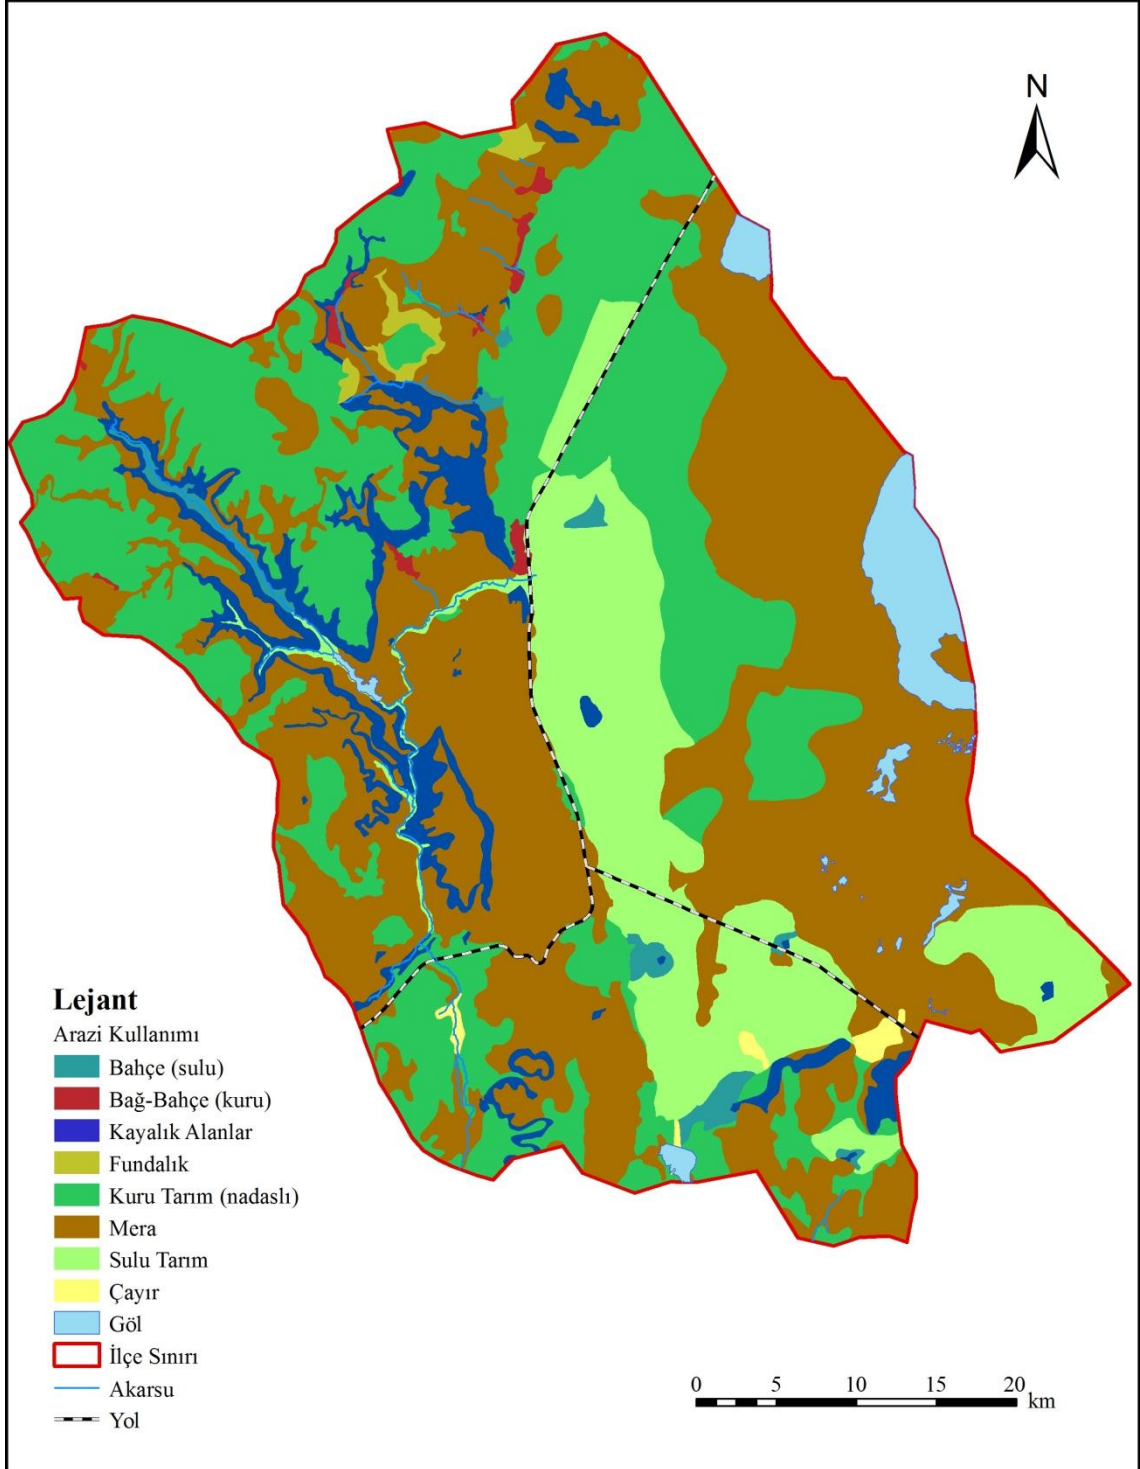 N
Lejant
Arazi Kullanımı
Bahçe (sulu)
Bağ-Bahçe (kuru)
Kayalık Alanlar
Fundalık
Kuru Tarım (nadaslı)
Mera
Sulu Tarım
Çayır
Göl
İlçe Sınırı
Akarsu
Yol
0 5 10 15 20
km